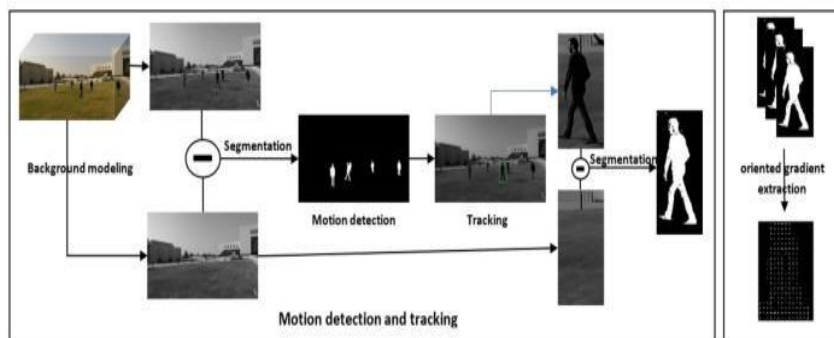 Segmentation
Background modeling
Motion detection
Tracking
Segmentation
oriented gradient
extraction
Motion detection and tracking